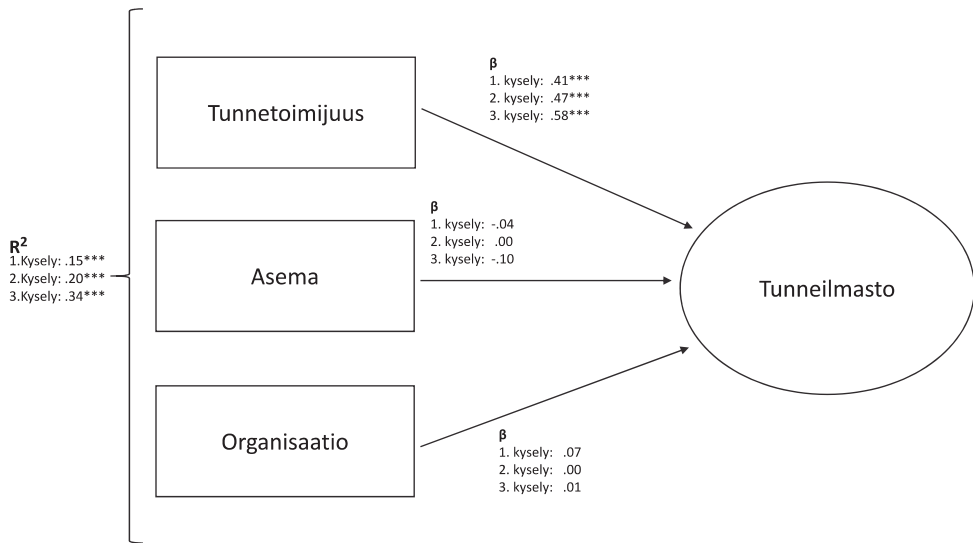 R²
1.Kysely: .15***
2.Kysely: .20***
3.Kysely: .34***
Tunnetoimijuus
β
1. kysely: .41***
2. kysely: .47***
3. kysely: .58***
Asema
β
1. kysely: -.04
2. kysely: .00
3. kysely: -.10
Organisaatio
β
1. kysely: .07
2. kysely: .00
3. kysely: .01
Tunneilmasto